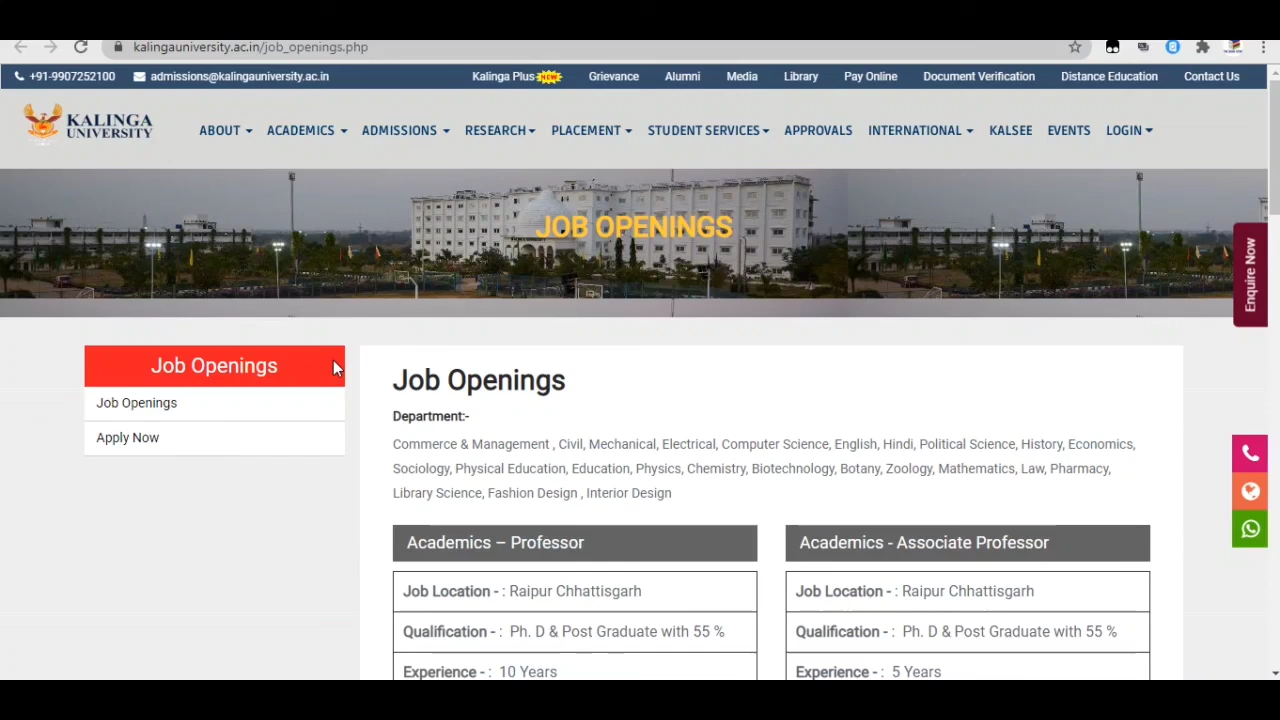 kalingauniversity.ac.in/job_openings.php
+91-9907252100 admissions@kalingauniversity.ac.in Kalinga Plus NEW Grievance Alumni Media Library Pay Online Document Verification Distance Education Contact Us
KALINGA
UNIVERSITY
ABOUT ACADEMICS ADMISSIONS RESEARCH PLACEMENT STUDENT SERVICES APPROVALS INTERNATIONAL KALSEE EVENTS LOGIN
JOB OPENINGS
Enquire Now
Job Openings
Job Openings
Apply Now
Job Openings
Department:-
Commerce & Management , Civil, Mechanical, Electrical, Computer Science, English, Hindi, Political Science, History, Economics,
Sociology, Physical Education, Education, Physics, Chemistry, Biotechnology, Botany, Zoology, Mathematics, Law, Pharmacy,
Library Science, Fashion Design , Interior Design
Academics – Professor
Job Location - : Raipur Chhattisgarh
Qualification - : Ph. D & Post Graduate with 55 %
Experience - : 10 Years
Academics - Associate Professor
Job Location - : Raipur Chhattisgarh
Qualification - : Ph. D & Post Graduate with 55 %
Experience - : 5 Years